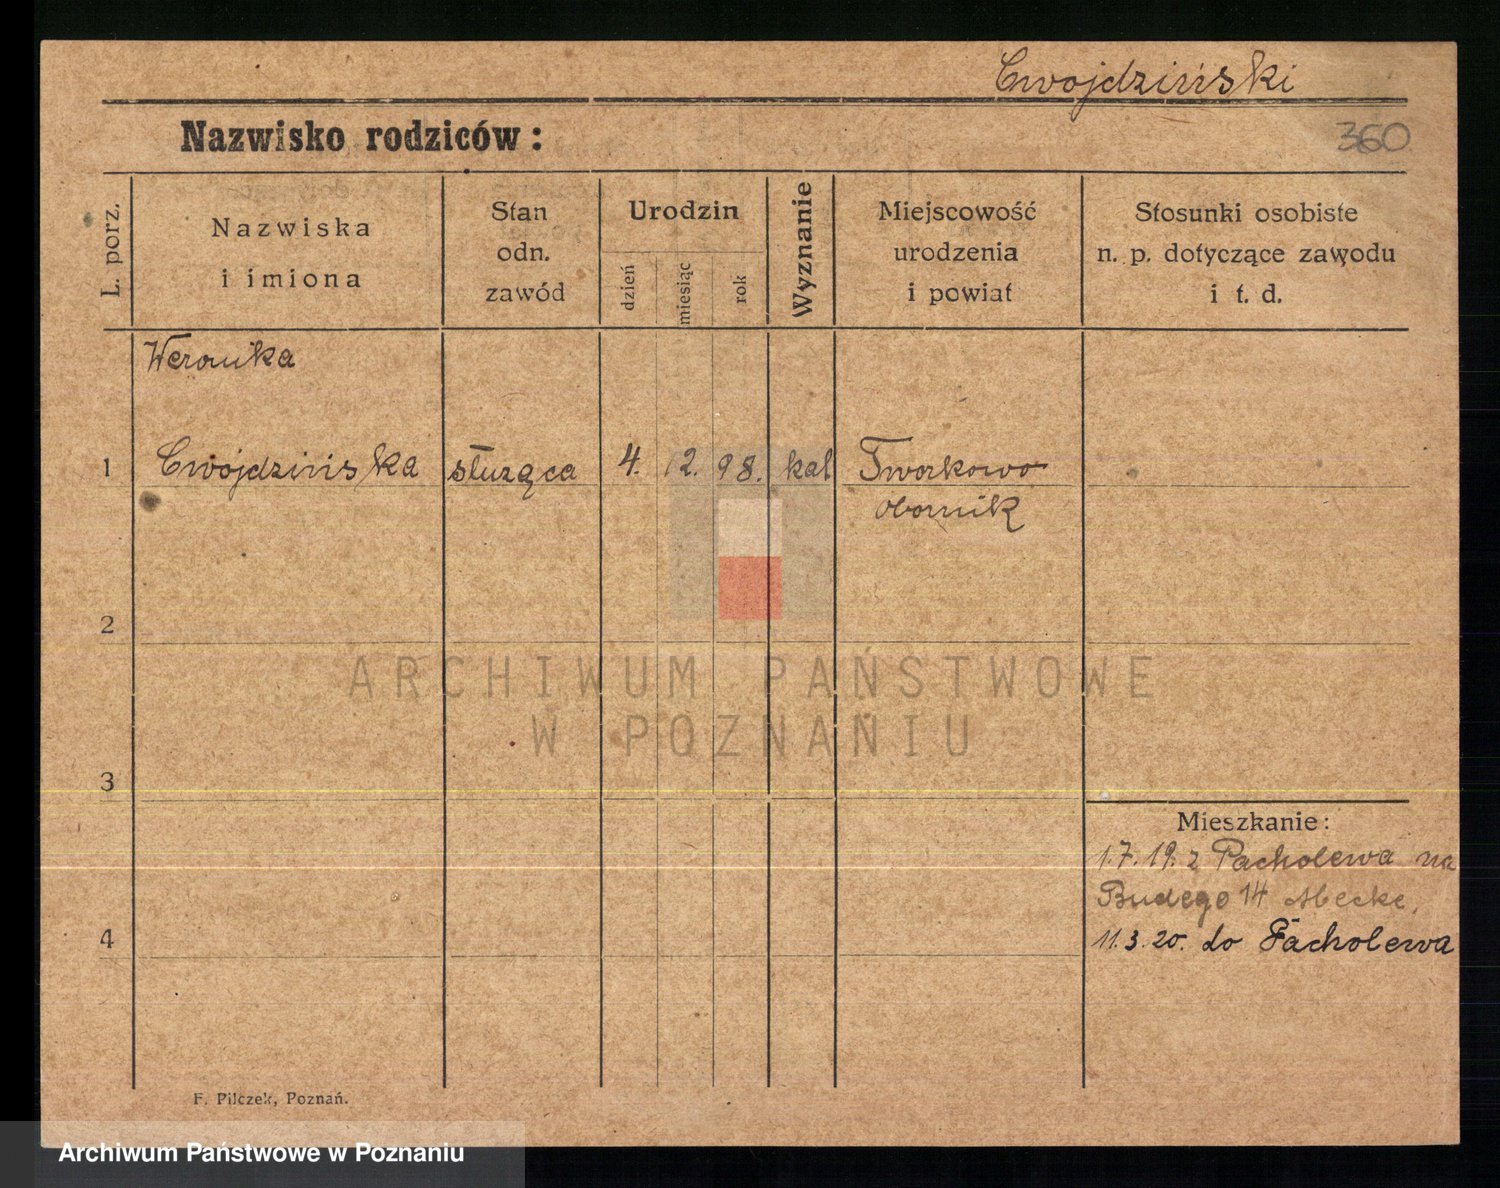 Cwojdziński
Nazwisko rodziców:
360
L. porz.
Nazwiska
i imiona
Stan
odn.
zawód
Urodzin
dzień
miesiąc
rok
Wyznanie
Miejscowość
urodzenia
i powiat
Stosunki osobiste
n. p. dotyczące zawodu
i t. d.
Weronika
1 Cwojdzińska służąca 4. 12. 98. kat Tworkowo
obornik
2
ARCHIWUM PAŃSTWOWE
W POZNANIU
3
Mieszkanie:
1.7.19. z Pacholewa na
Budego 14
4
11.3.20. do Pacholewa
F. Pilczek, Poznań.
Archiwum Państwowe w Poznaniu